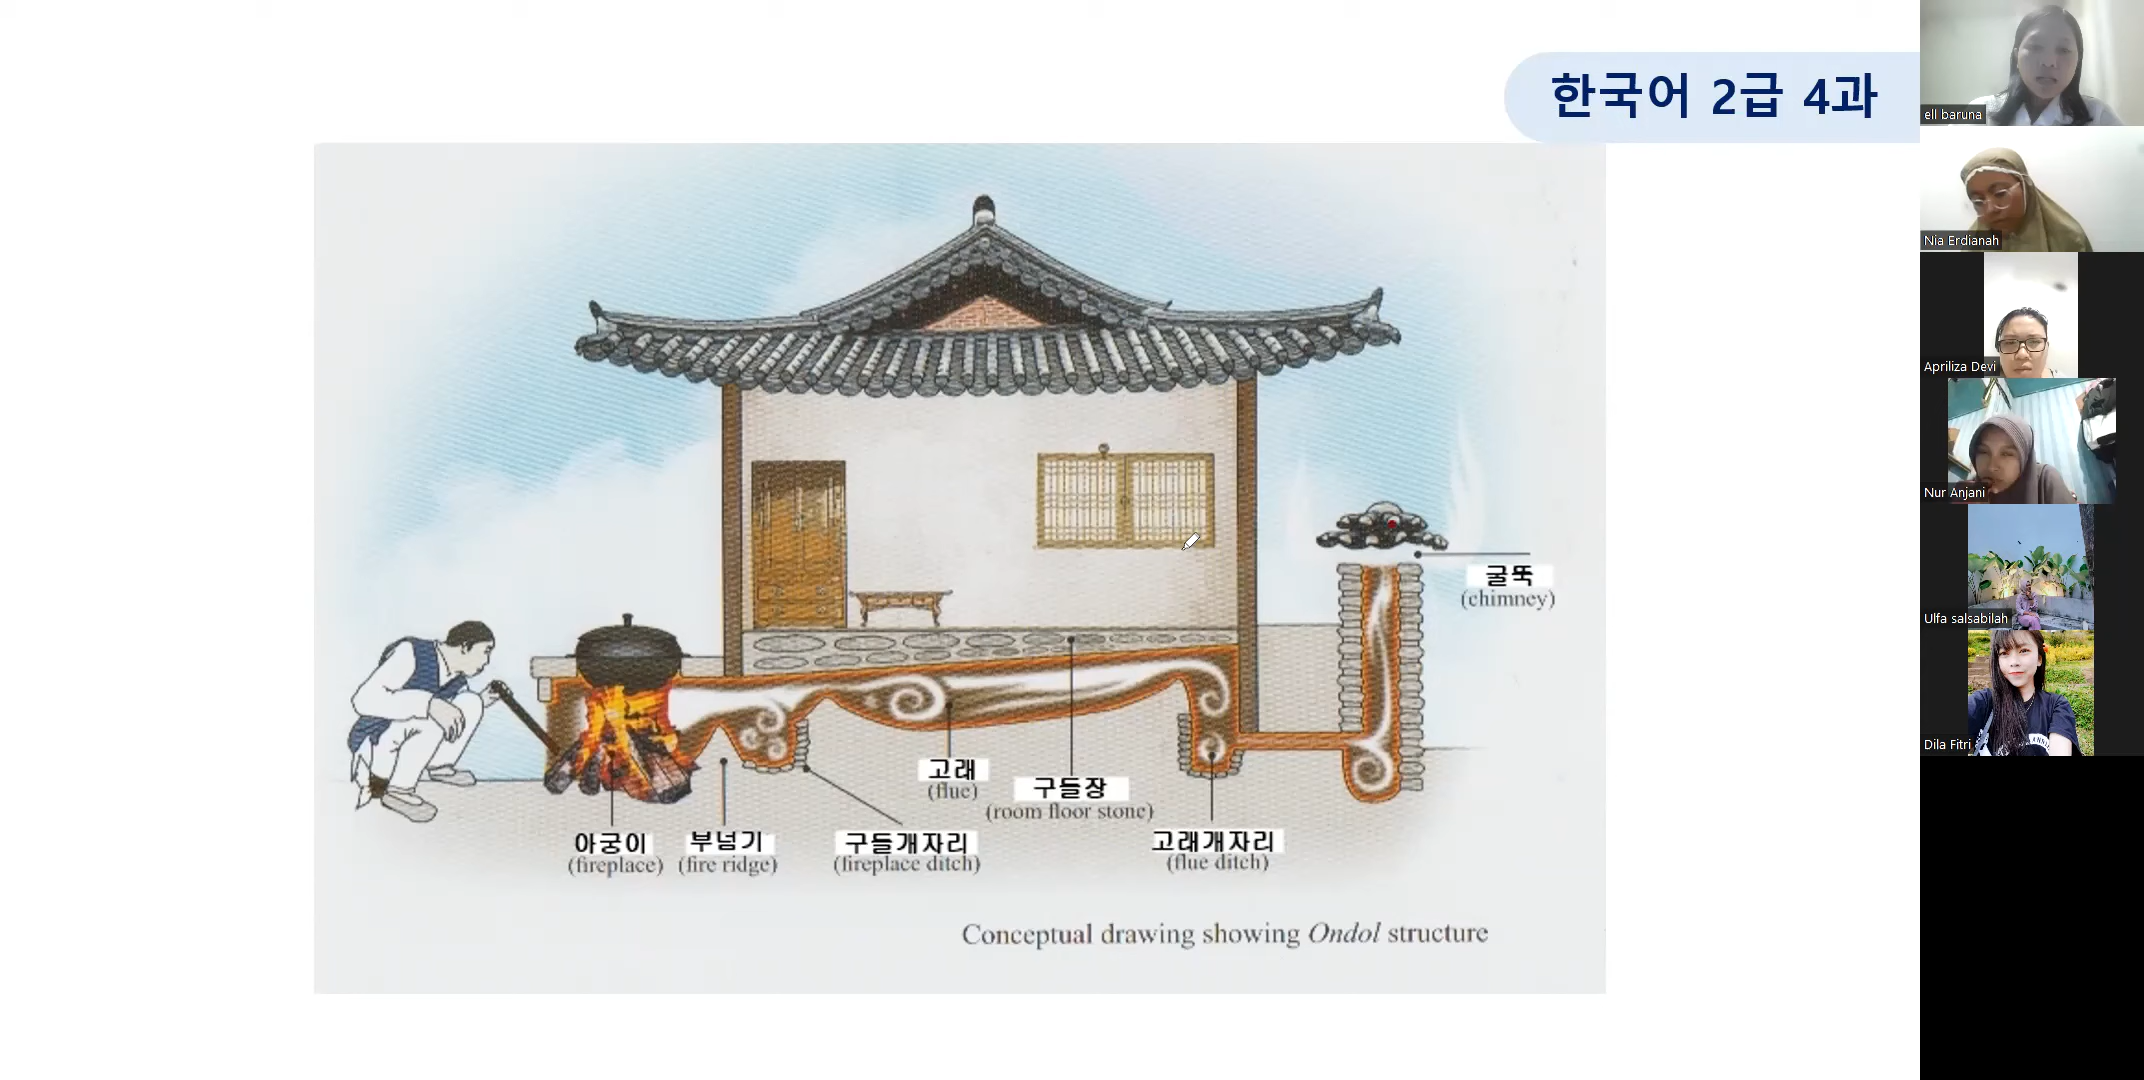 한국어 2급 4과
굴뚝
(chimney)
고래
(flue)
구들장
(room floor stone)
아궁이
(fireplace)
부넘기
(fire ridge)
구들개자리
(fireplace ditch)
고래개자리
(flue ditch)
Conceptual drawing showing Ondol structure
ell baruna
Nia Erdianah
Apriliza Devi
Nur Anjani
Ulfa salsabilah
Dila Fitri